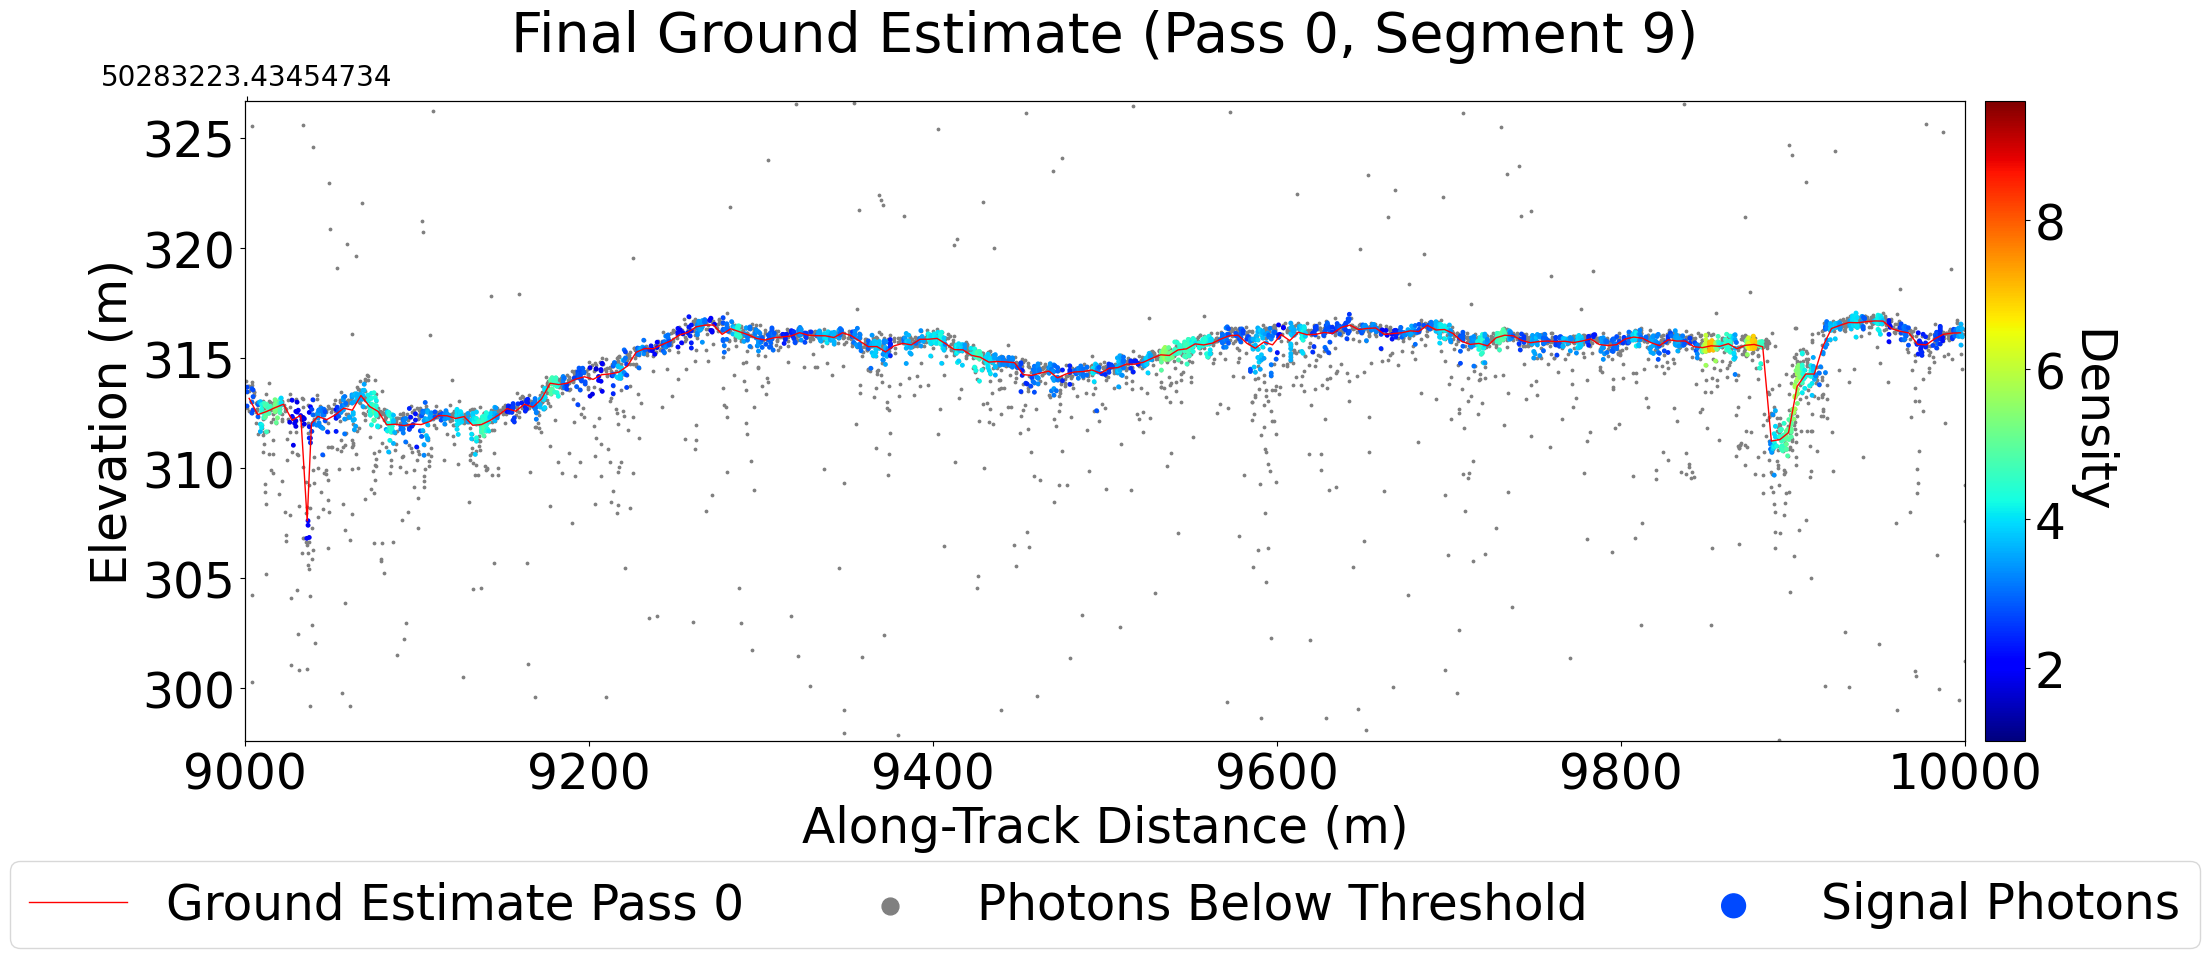 Final Ground Estimate (Pass 0, Segment 9)
50283223.43454734
325
320
315
310
305
300
Elevation (m)
9000
9200
9400
9600
9800
10000
Along-Track Distance (m)
8
6
4
2
Density
Ground Estimate Pass 0
Photons Below Threshold
Signal Photons